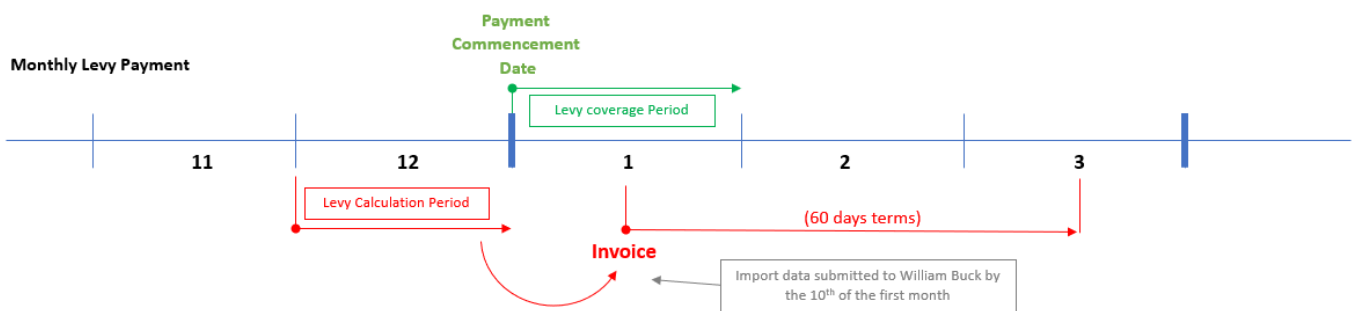 Payment
Commencement
Date
Monthly Levy Payment
Levy coverage Period
11
12
1
2
3
Levy Calculation Period
(60 days terms)
Invoice
Import data submitted to William Buck by
the 10th of the first month